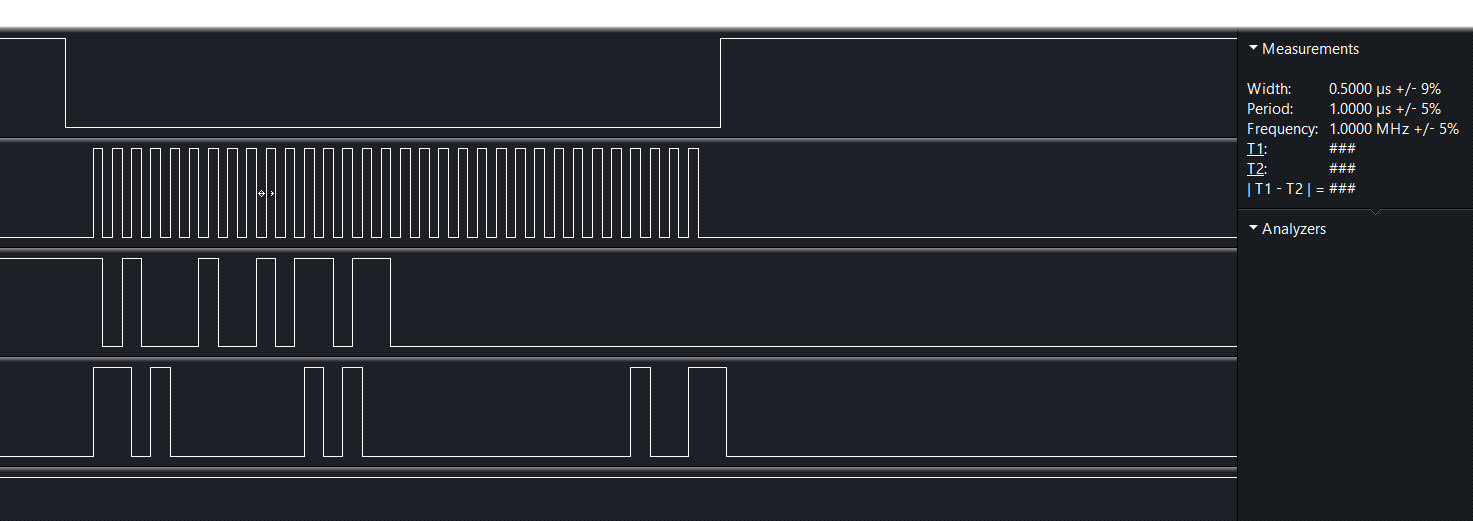 Measurements
Width: 0.5000 µs +/- 9%
Period: 1.0000 µs +/- 5%
Frequency: 1.0000 MHz +/- 5%
T1: ###
T2: ###
| T1 - T2 | = ###
Analyzers